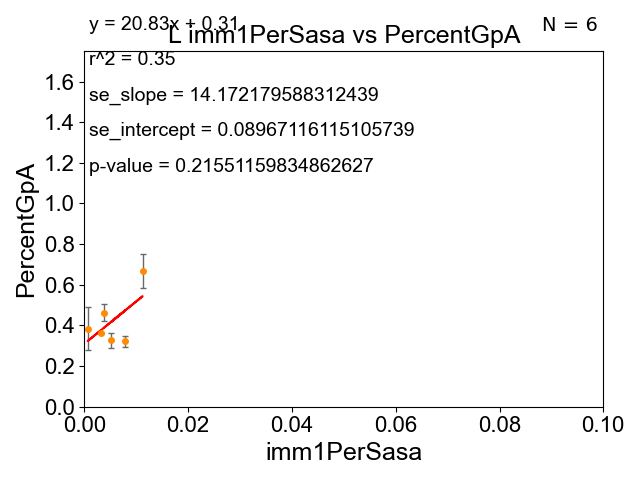 y = 20.83x + 0.31
N = 6
L imm1PerSasa vs PercentGpA
r^2 = 0.35
se_slope = 14.172179588312439
se_intercept = 0.08967116115105739
p-value = 0.21551159834862627
1.6
1.4
1.2
1.0
0.8
0.6
0.4
0.2
0.0
PercentGpA
0.00 0.02 0.04 0.06 0.08 0.10
imm1PerSasa